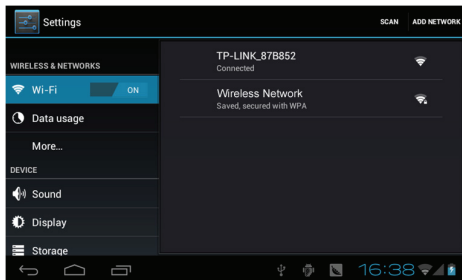 Settings
SCAN
ADD NETWORK
WIRELESS & NETWORKS
Wi-Fi
ON
Data usage
More...
DEVICE
Sound
Display
Storage
TP-LINK_87B852
Connected
Wireless Network
Saved, secured with WPA
16:38